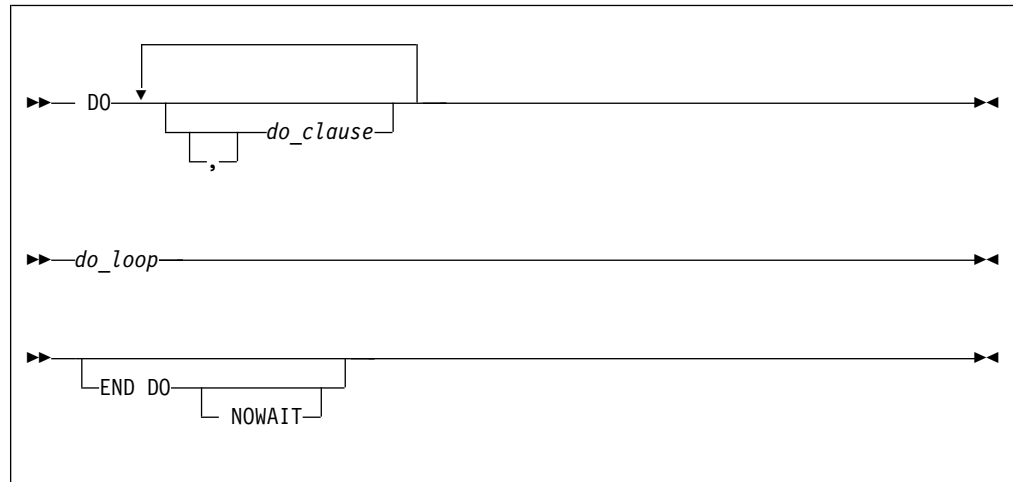 DO
do_clause
,
do_loop
END DO
NOWAIT